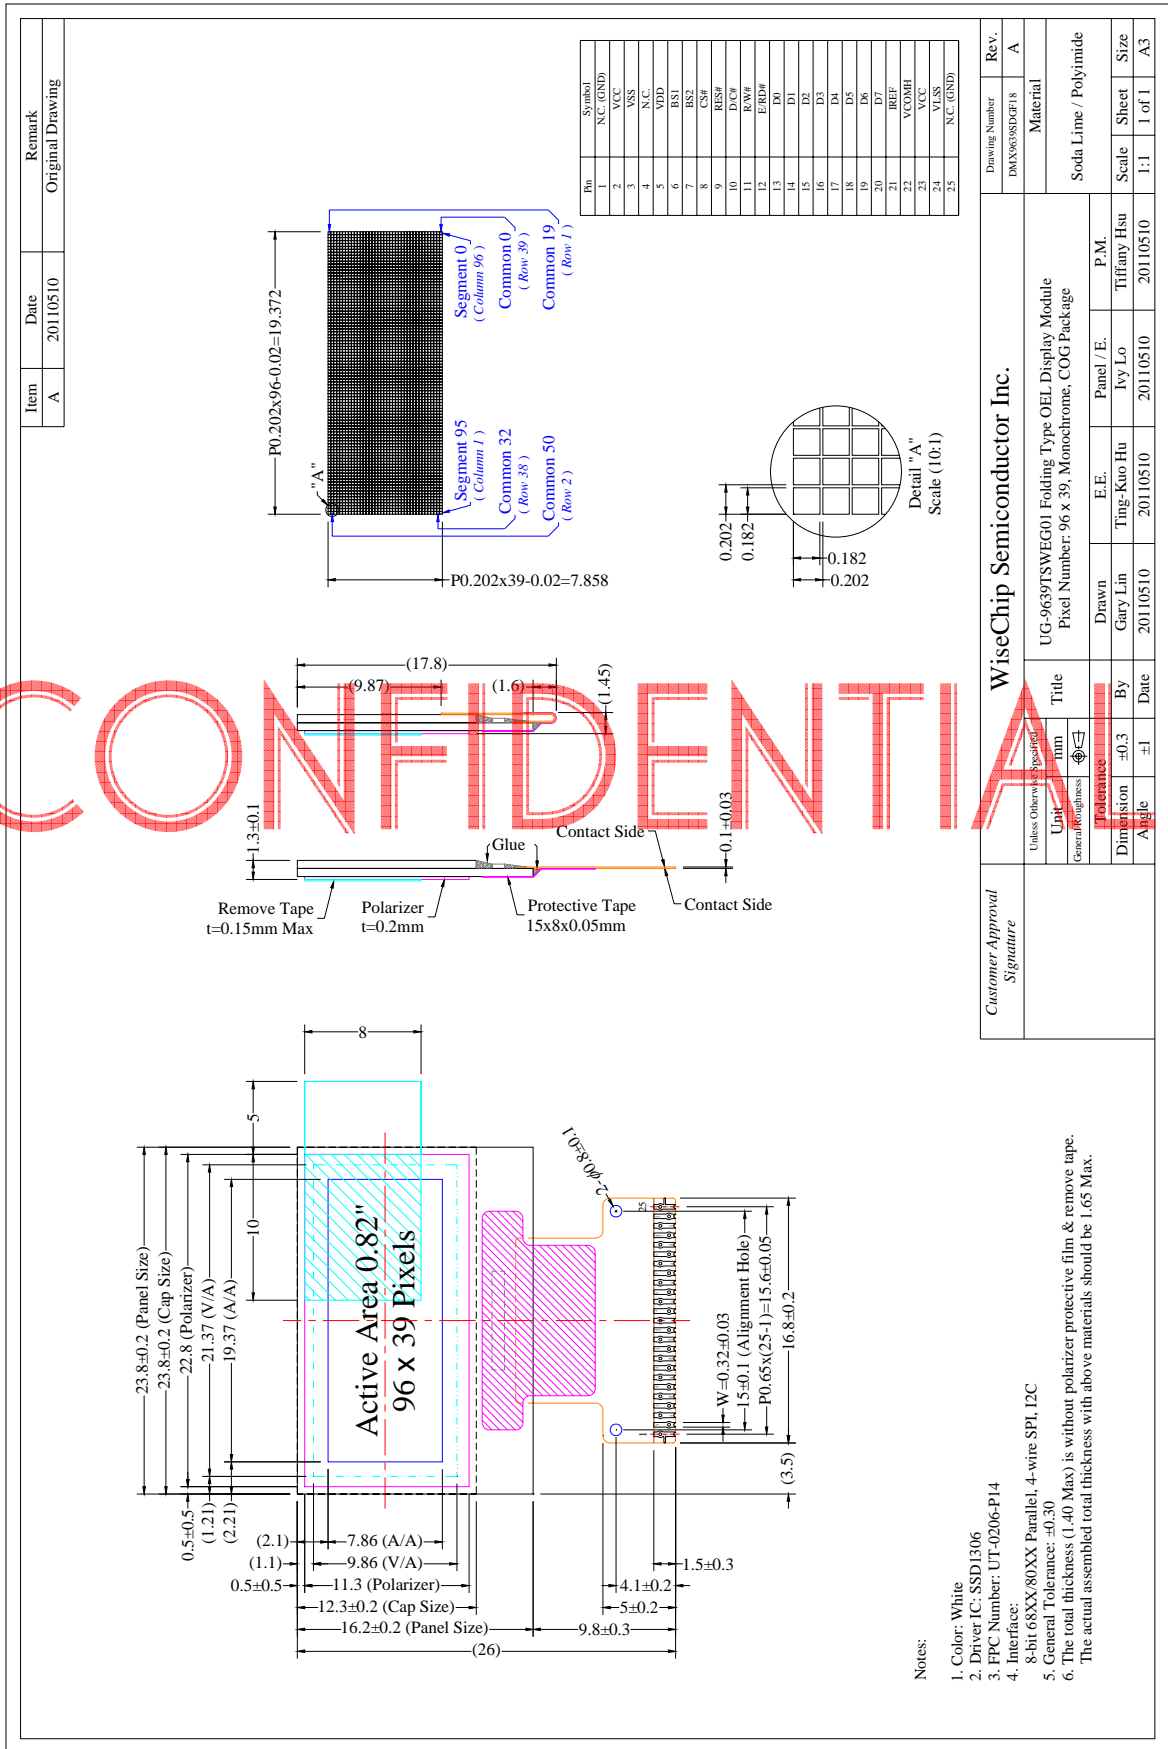 Item Date Remark
A 20110510 Original Drawing
23.8±0.2 (Panel Size)
23.8±0.2 (Cap Size)
22.8 (Polarizer)
21.37 (V/A)
19.37 (A/A)
0.5±0.5
(1.21)
(2.21)
10
5
8
Active Area 0.82"
96 x 39 Pixels
(2.1)
7.86 (A/A)
(1.1)
9.86 (V/A)
0.5±0.5
11.3 (Polarizer)
12.3±0.2 (Cap Size)
16.2±0.2 (Panel Size)
(26)
9.8±0.3
5±0.2
4.1±0.2
1.5±0.3
2-φ0.8±0.1
25
W=0.32±0.03
15±0.1 (Alignment Hole)
P0.65x(25-1)=15.6±0.05
16.8±0.2
(3.5)
1.3±0.1
Remove Tape
t=0.15mm Max
Polarizer
t=0.2mm
Glue
Protective Tape
15x8x0.05mm
Contact Side
Contact Side
0.1±0.03
(17.8)
(9.87)
(1.6)
(1.45)
CONFIDENTIAL
P0.202x96-0.02=19.372
"A"
P0.202x39-0.02=7.858
Segment 95
( Column 1 )
Common 32
( Row 38 )
Common 50
( Row 2 )
Segment 0
( Column 96 )
Common 0
( Row 39 )
Common 19
( Row 1 )
0.202
0.182
0.182
0.202
Detail "A"
Scale (10:1)
Pin Symbol
1 N.C. (GND)
2 VCC
3 VSS
4 N.C.
5 VDD
6 BS1
7 BS2
8 CS#
9 RES#
10 D/C#
11 R/W#
12 E/RD#
13 D0
14 D1
15 D2
16 D3
17 D4
18 D5
19 D6
20 D7
21 IREF
22 VCOMH
23 VCC
24 VLSS
25 N.C. (GND)
Notes:
1. Color: White
2. Driver IC: SSD1306
3. FPC Number: UT-0206-P14
4. Interface:
8-bit 68XX/80XX Parallel, 4-wire SPI, I2C
5. General Tolerance: ±0.30
6. The total thickness (1.40 Max) is without polarizer protective film & remove tape.
The actual assembled total thickness with above materials should be 1.65 Max.
Customer Approval
Signature
WiseChip Semiconductor Inc.
Drawing Number Rev.
DMX9639SDGF18 A
Unless Otherwise Specified
Unit mm
General Roughness
Tolerance
Dimension ±0.3
Angle ±1
Title
UG-9639TSWEG01 Folding Type OEL Display Module
Pixel Number: 96 x 39, Monochrome, COG Package
Material
Soda Lime / Polyimide
Drawn E.E. Panel / E. P.M.
By Gary Lin Ting-Kuo Hu Ivy Lo Tiffany Hsu
Date 20110510 20110510 20110510 20110510
Scale Sheet Size
1:1 1 of 1 A3